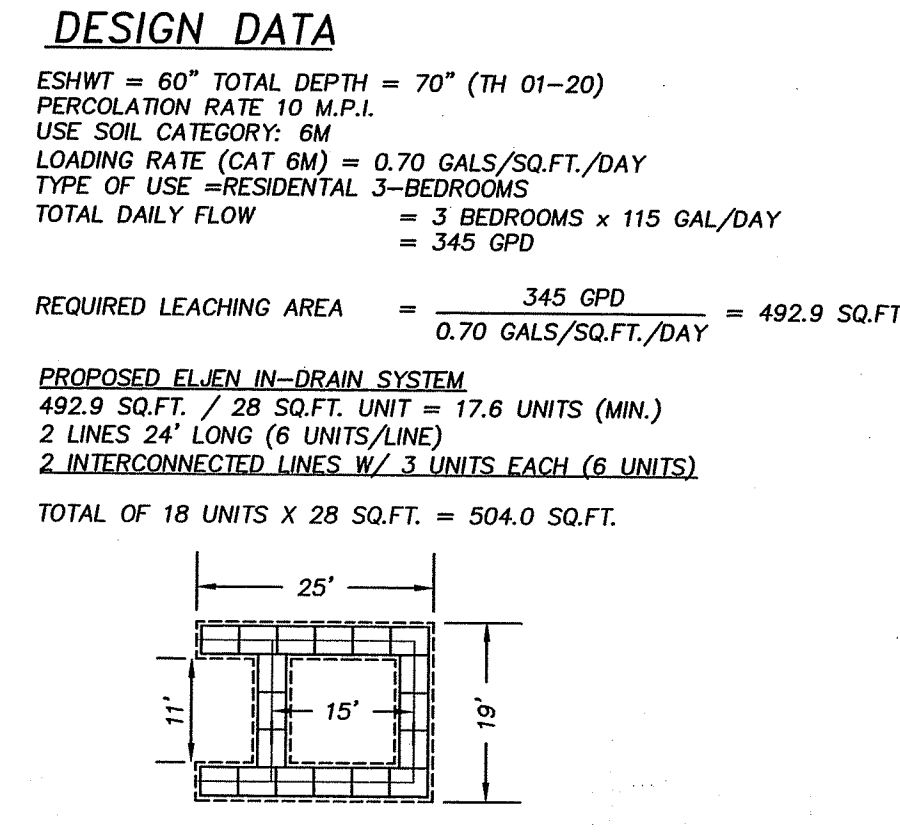 DESIGN DATA
ESHWT = 60" TOTAL DEPTH = 70" (TH 01-20)
PERCOLATION RATE 10 M.P.I.
USE SOIL CATEGORY: 6M
LOADING RATE (CAT 6M) = 0.70 GALS/SQ.FT./DAY
TYPE OF USE =RESIDENTAL 3-BEDROOMS
TOTAL DAILY FLOW = 3 BEDROOMS x 115 GAL/DAY
= 345 GPD
345 GPD
REQUIRED LEACHING AREA = = 492.9 SQ.FT
0.70 GALS/SQ.FT./DAY
PROPOSED ELJEN IN-DRAIN SYSTEM
492.9 SQ.FT. / 28 SQ.FT. UNIT = 17.6 UNITS (MIN.)
2 LINES 24' LONG (6 UNITS/LINE)
2 INTERCONNECTED LINES W/ 3 UNITS EACH (6 UNITS)
TOTAL OF 18 UNITS X 28 SQ.FT. = 504.0 SQ.FT.
25'
11'
15'
19'